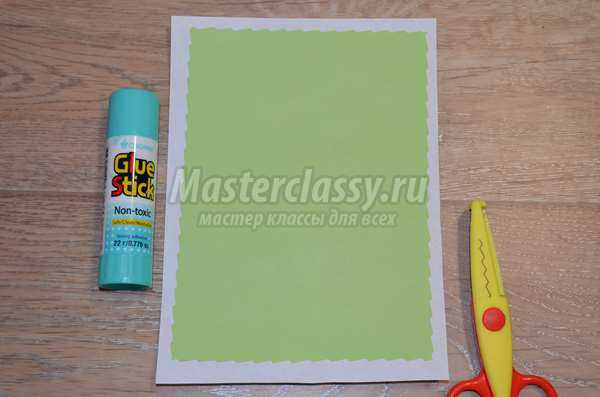 Glue
Stick
Non-toxic
22 г/0.776 oz
Masterclassy.ru
мастер классы для всех